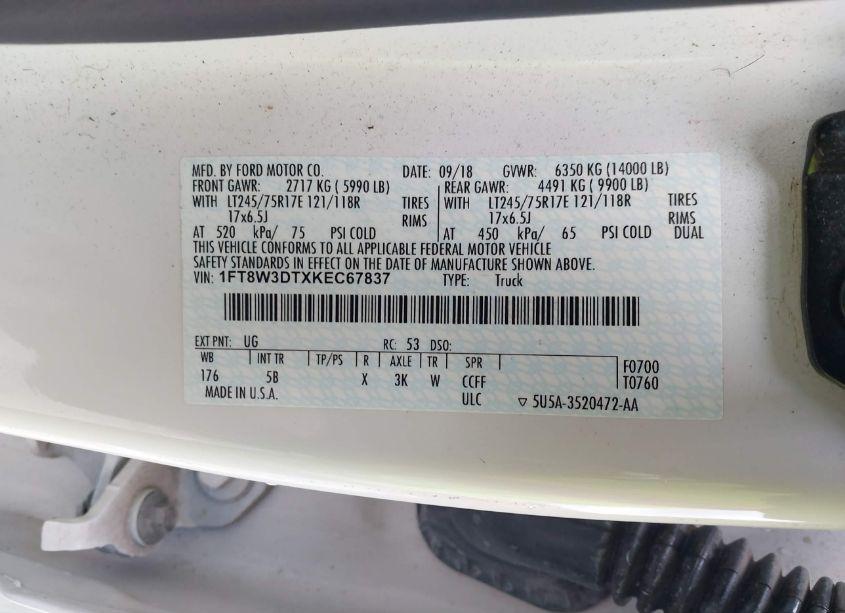 MFD. BY FORD MOTOR CO. DATE: 09/18 GVWR: 6350 KG (14000 LB)
FRONT GAWR: 2717 KG ( 5990 LB) REAR GAWR: 4491 KG ( 9900 LB)
WITH LT245/75R17E 121/118R TIRES WITH LT245/75R17E 121/118R TIRES
17x6.5J RIMS 17x6.5J RIMS
AT 520 kPa/ 75 PSI COLD AT 450 kPa/ 65 PSI COLD DUAL
THIS VEHICLE CONFORMS TO ALL APPLICABLE FEDERAL MOTOR VEHICLE
SAFETY STANDARDS IN EFFECT ON THE DATE OF MANUFACTURE SHOWN ABOVE.
VIN: 1FT8W3DTXKEC67837 TYPE: Truck
EXT PNT: UG RC: 53 DSO:
WB INT TR TP/PS R AXLE TR SPR F0700
176 5B X 3K W CCFF T0760
MADE IN U.S.A. ULC ▽ 5U5A-3520472-AA